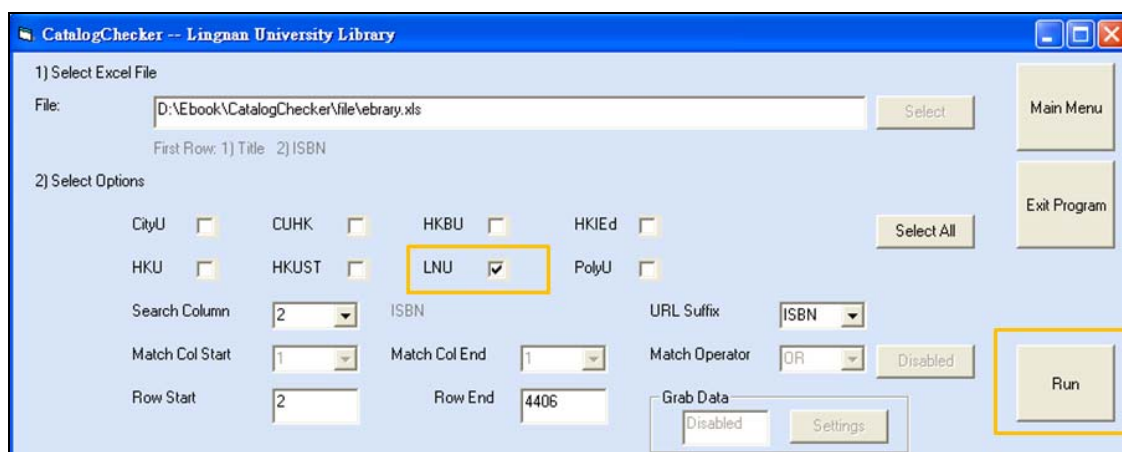 CatalogChecker -- Lingnan University Library
1) Select Excel File
File: D:\Ebook\CatalogChecker\file\ebrary.xls Select Main Menu
First Row: 1) Title 2) ISBN
2) Select Options
Exit Program
CityU CUHK HKBU HKIEd Select All
HKU HKUST LNU PolyU
Search Column 2 ISBN URL Suffix ISBN
Match Col Start 1 Match Col End 1 Match Operator OR Disabled
Run
Row Start 2 Row End 4406 Grab Data
Disabled Settings